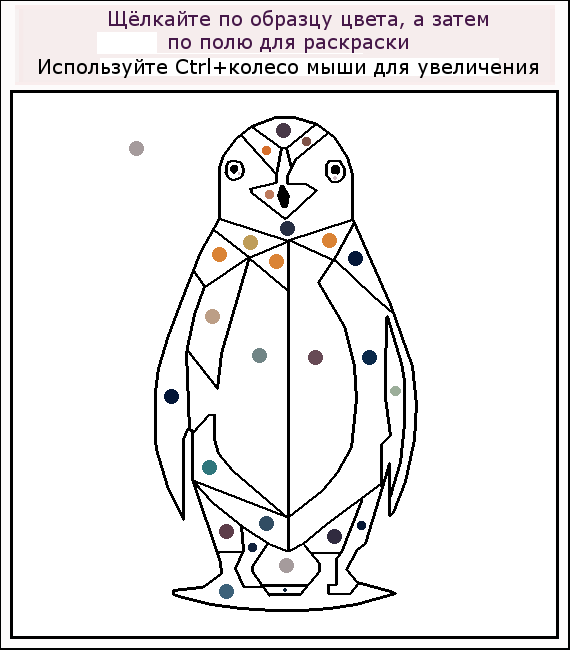 Щёлкайте по образцу цвета, а затем
по полю для раскраски
Используйте Ctrl+колесо мыши для увеличения